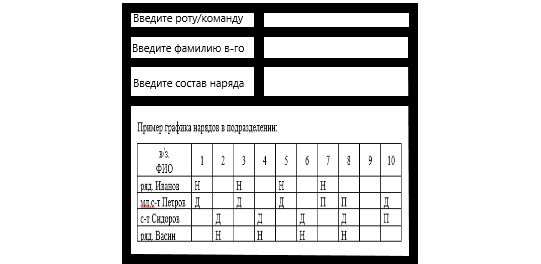 Введите роту/команду
Введите фамилию в-го
Введите состав наряда
Пример графика нарядов в подразделении:
в/з. ФИО 1 2 3 4 5 6 7 8 9 10
ряд. Иванов Н Н Н Н
мл.с-т Петров Д Д Д П П Д
с-т Сидоров Д Д Д Д П
ряд. Васин Н Н Н Н